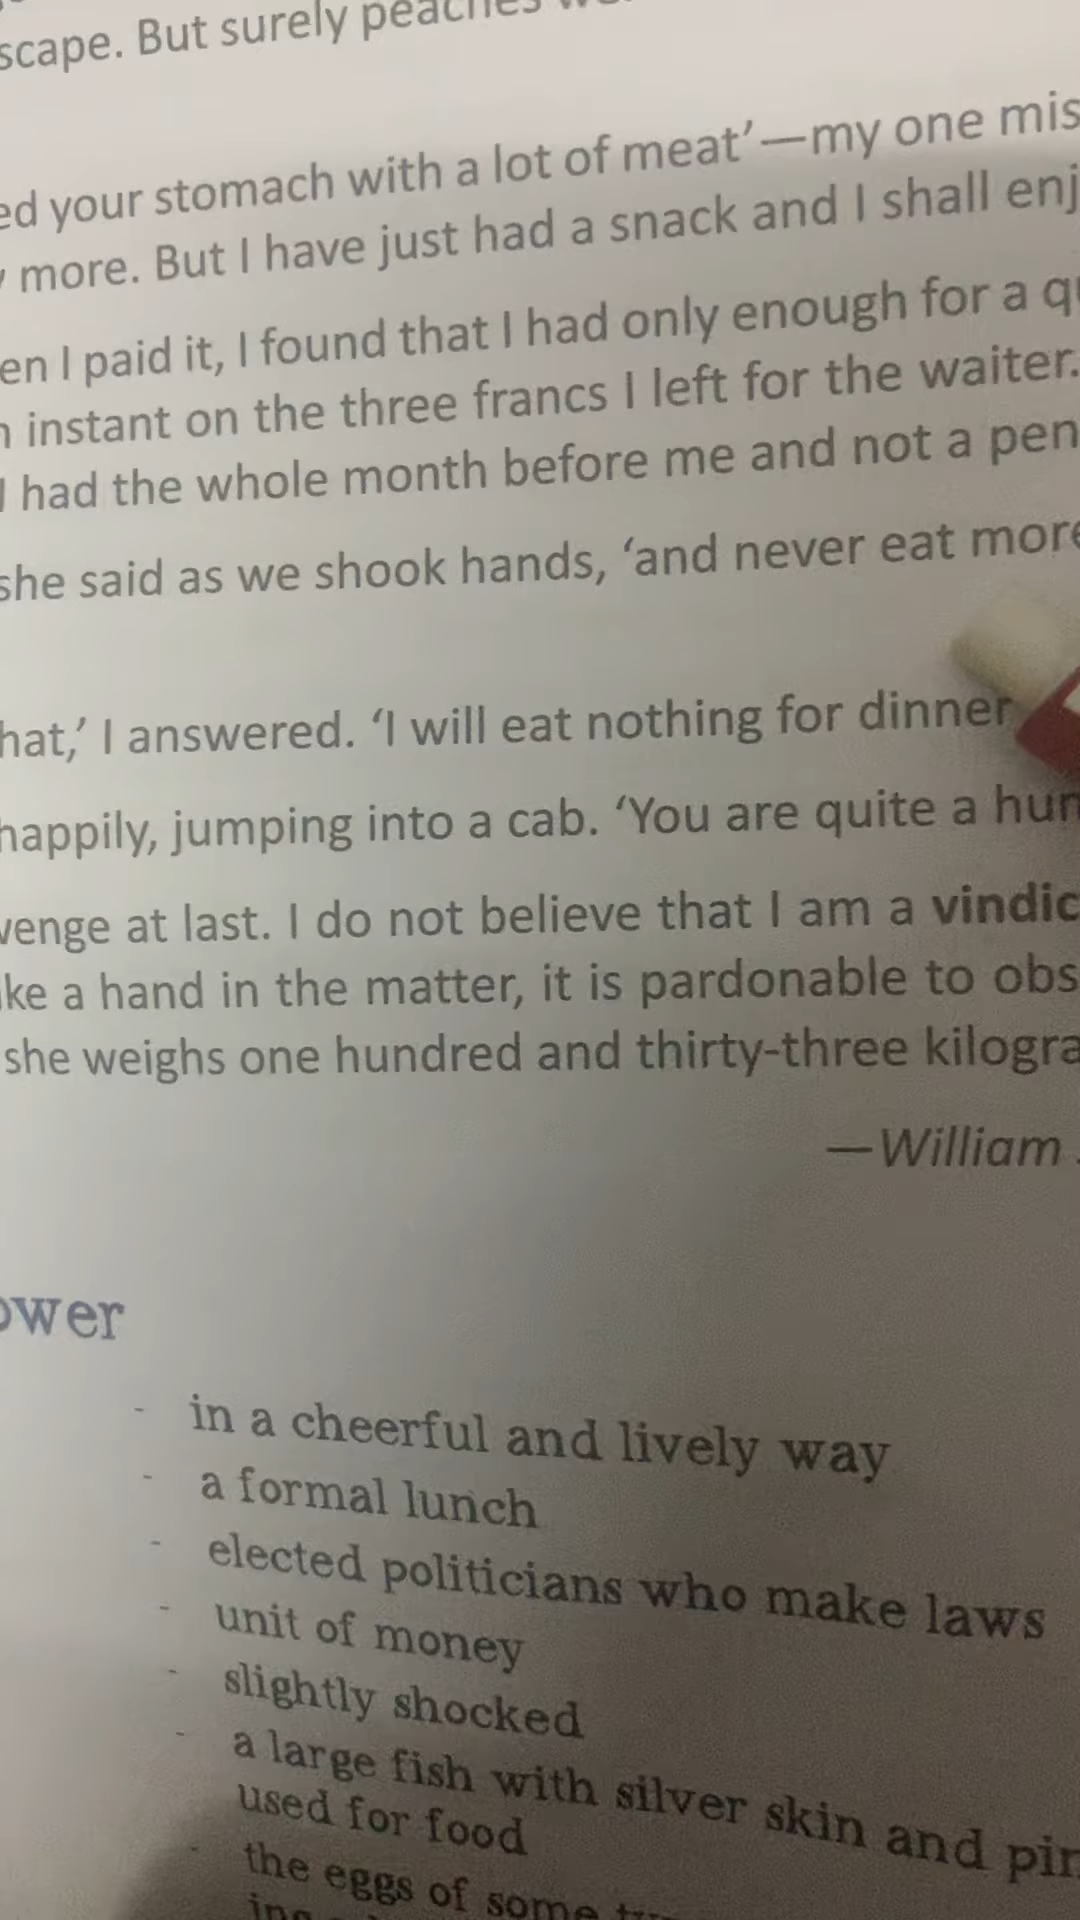 scape. But surely peaches
ed your stomach with a lot of meat’—my one mis
more. But I have just had a snack and I shall enj
en I paid it, I found that I had only enough for a qu
instant on the three francs I left for the waiter.
I had the whole month before me and not a pen
she said as we shook hands, ‘and never eat more
hat,’ I answered. ‘I will eat nothing for dinner
happily, jumping into a cab. ‘You are quite a hum
venge at last. I do not believe that I am a vindic
ke a hand in the matter, it is pardonable to obs
she weighs one hundred and thirty-three kilogra
—William
ower
- in a cheerful and lively way
- a formal lunch
- elected politicians who make laws
- unit of money
- slightly shocked
- a large fish with silver skin and pin
used for food
- the eggs of some